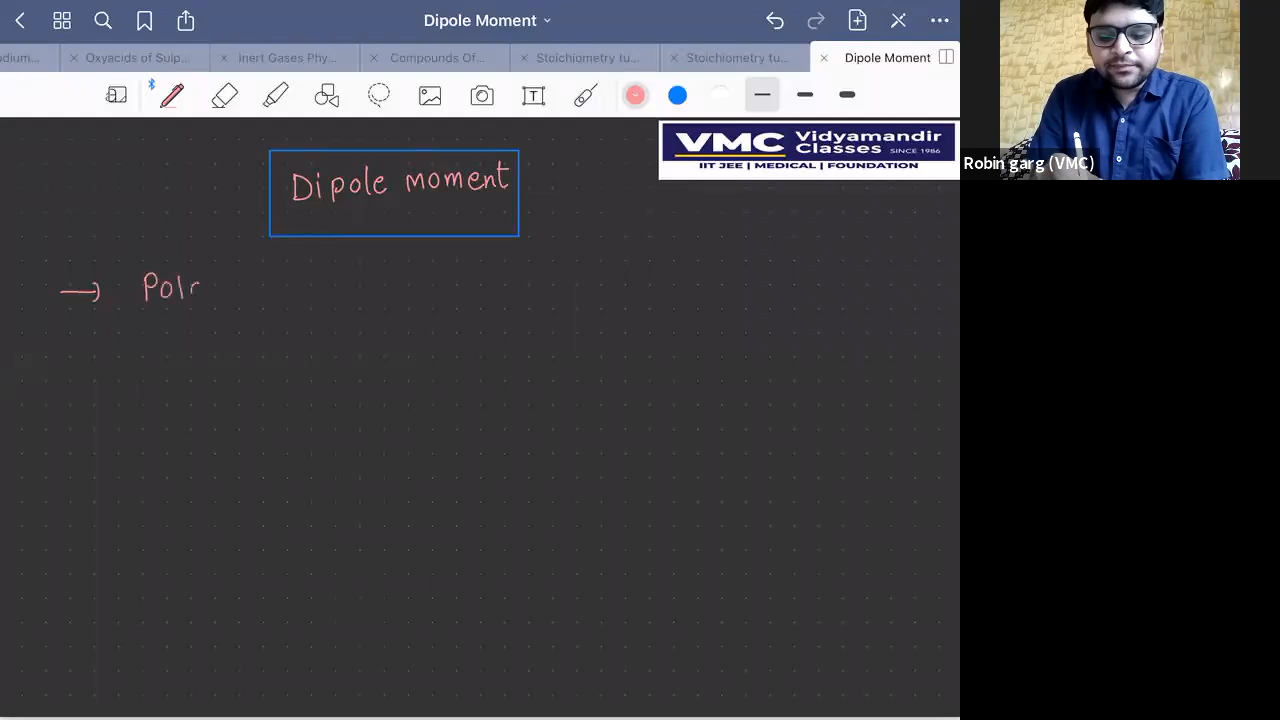 Dipole Moment
Oxyacids of Sulp...
Inert Gases Phy...
Compounds Of...
Stoichiometry tu...
Stoichiometry tu...
Dipole Moment
T
VMC Vidyamandir Classes SINCE 1986
IIT JEE | MEDICAL | FOUNDATION
Robin garg (VMC)
Dipole moment
→ Pol